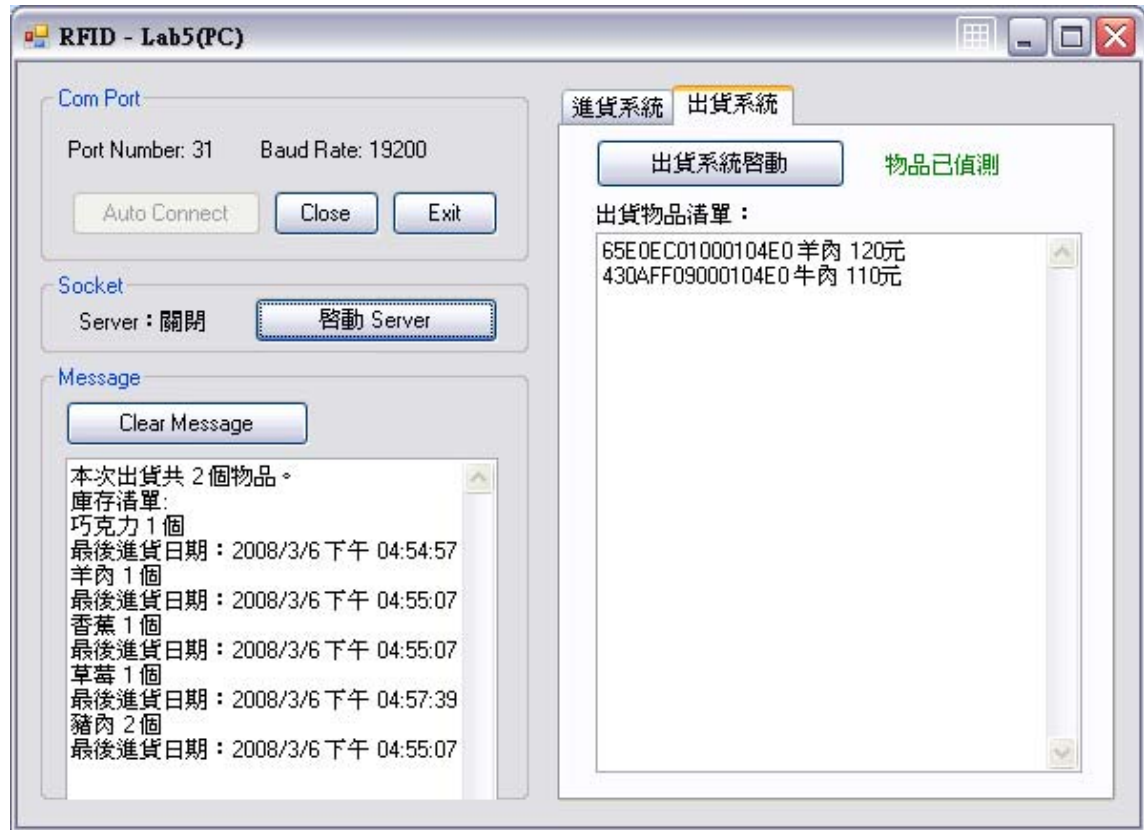 RFID - Lab5(PC)
Com Port
Port Number: 31 Baud Rate: 19200
Auto Connect Close Exit
Socket
Server：關閉 啟動 Server
Message
Clear Message
本次出貨共 2 個物品。
庫存清單:
巧克力 1 個
最後進貨日期：2008/3/6 下午 04:54:57
羊肉 1 個
最後進貨日期：2008/3/6 下午 04:55:07
香蕉 1 個
最後進貨日期：2008/3/6 下午 04:55:07
草莓 1 個
最後進貨日期：2008/3/6 下午 04:57:39
豬肉 2 個
最後進貨日期：2008/3/6 下午 04:55:07
進貨系統 出貨系統
出貨系統啟動 物品已偵測
出貨物品清單：
65E0EC01000104E0 羊肉 120元
430AFF09000104E0 牛肉 110元